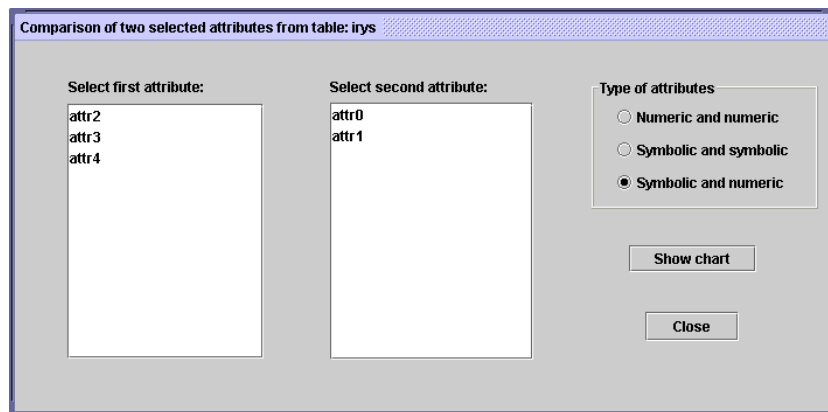 Comparison of two selected attributes from table: irys
Select first attribute:
attr2
attr3
attr4
Select second attribute:
attr0
attr1
Type of attributes
Numeric and numeric
Symbolic and symbolic
Symbolic and numeric
Show chart
Close